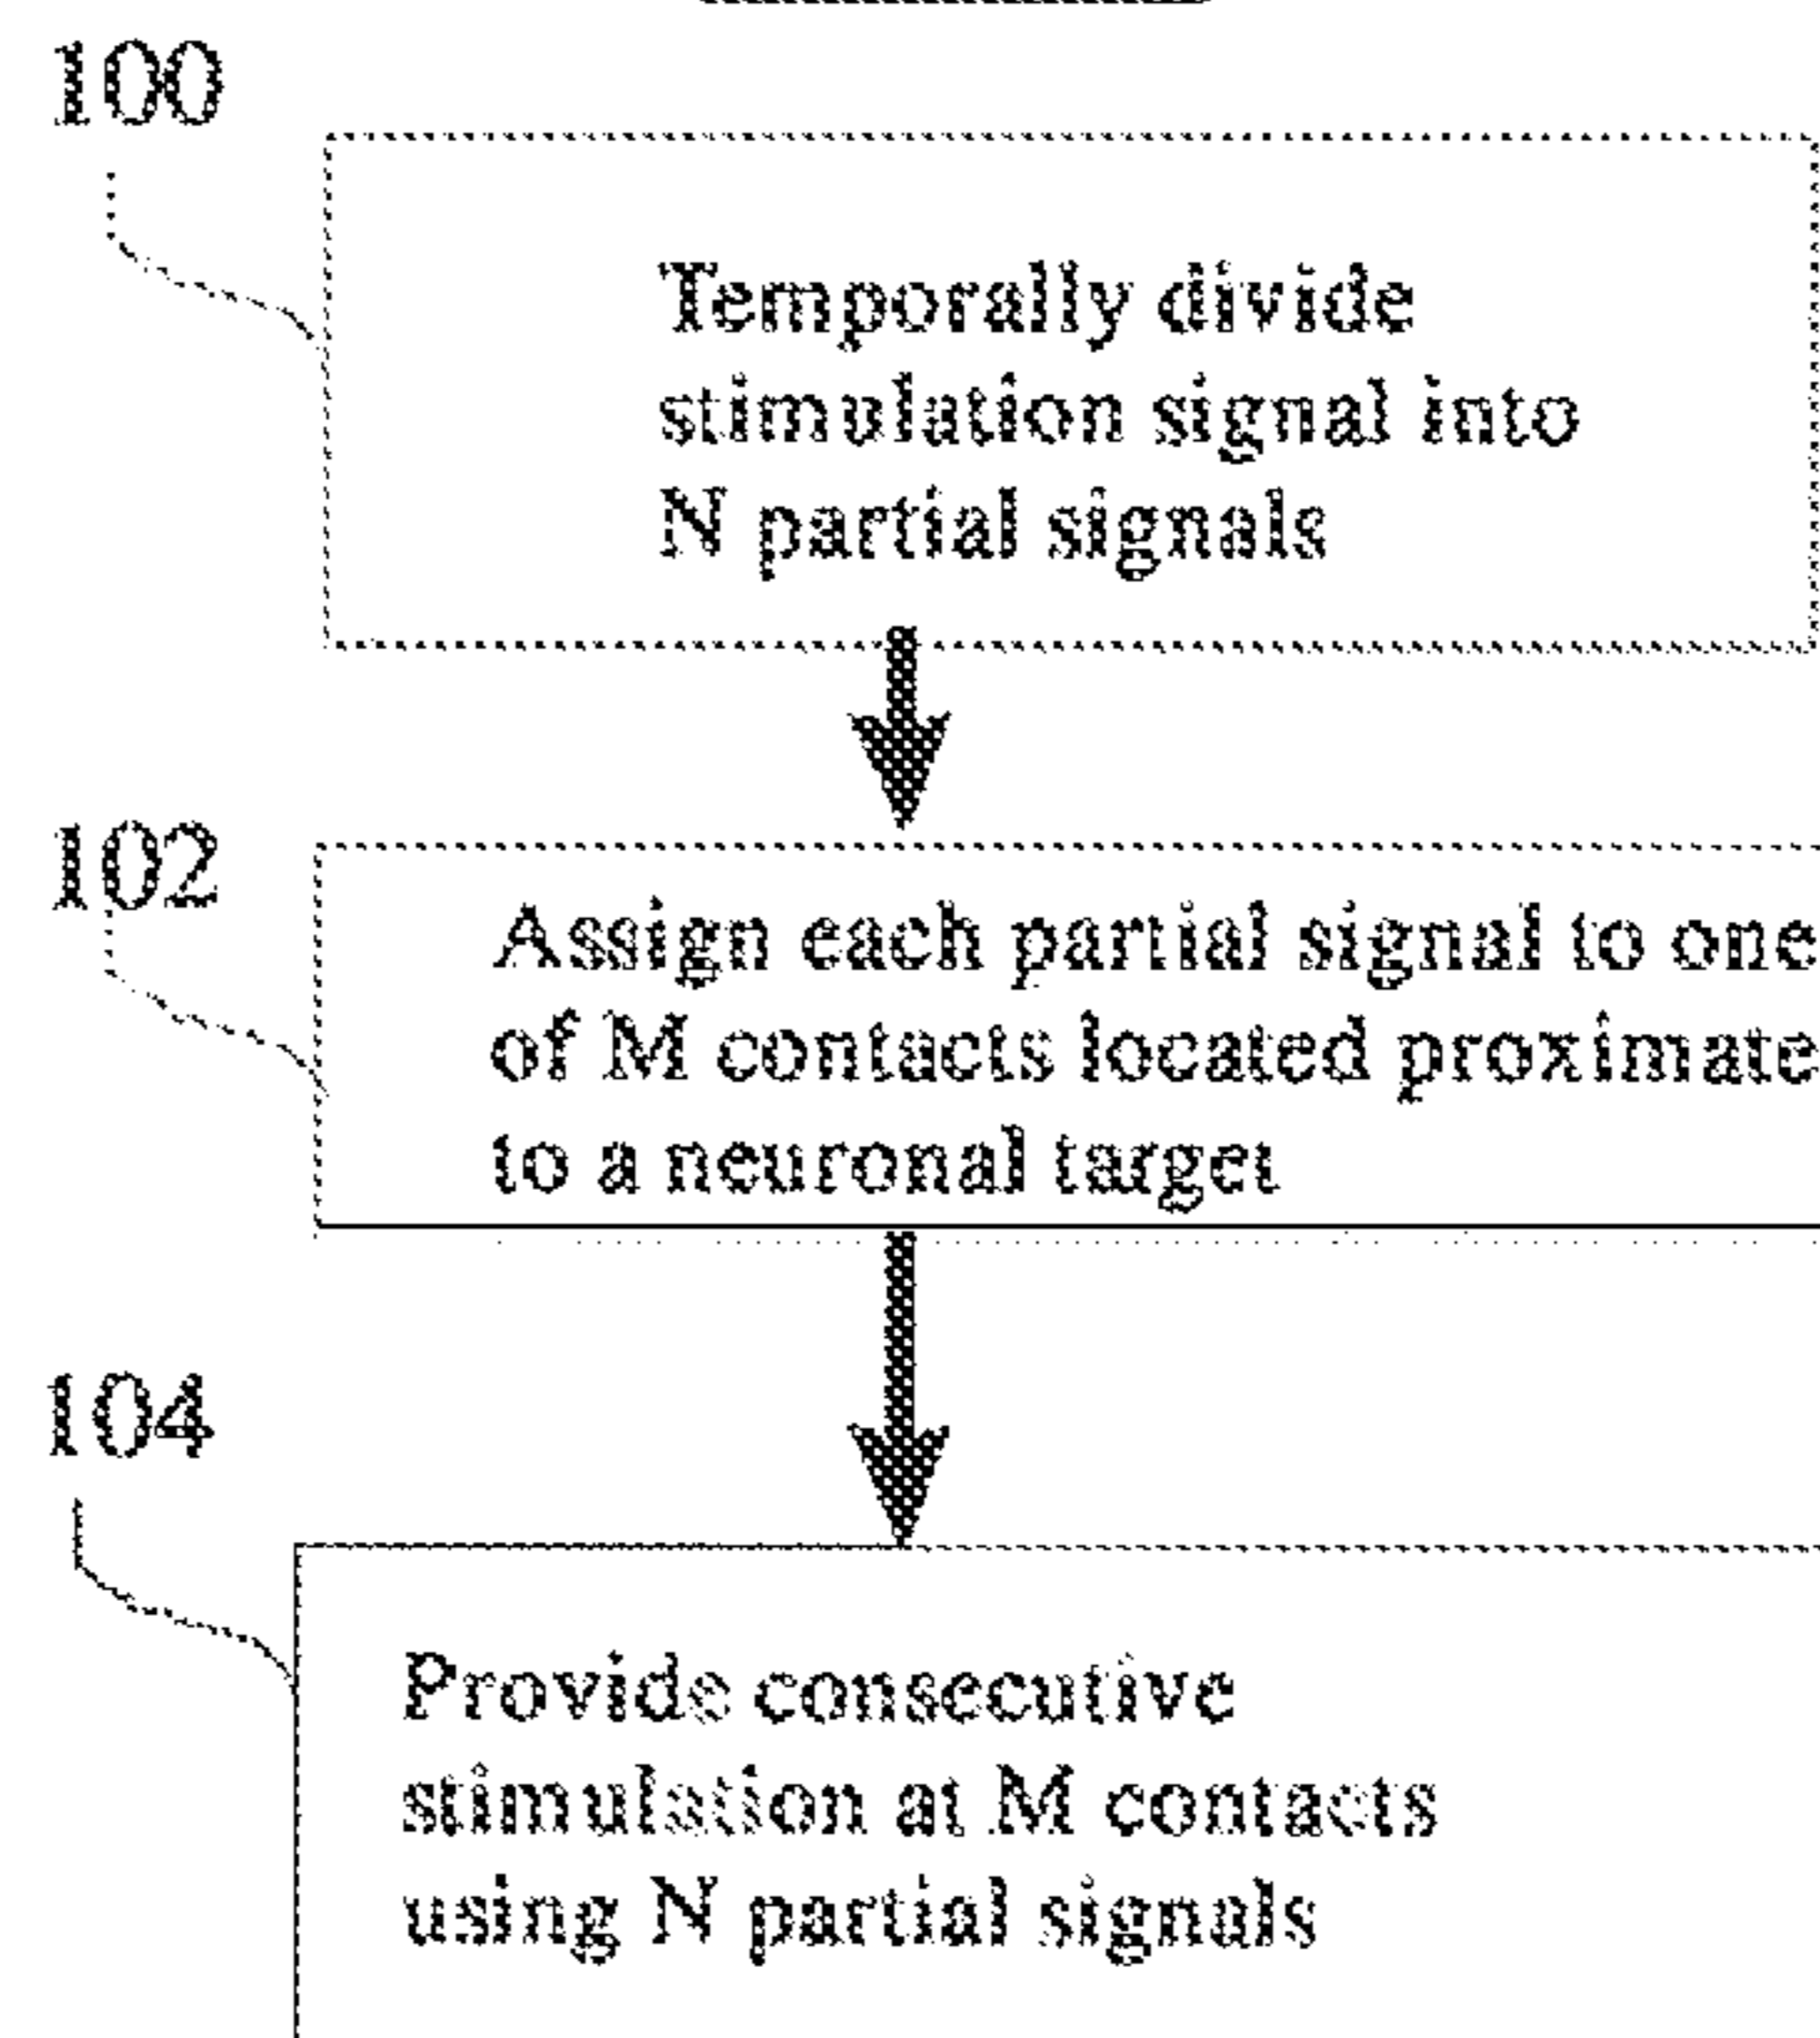 100
Temporally divide
stimulation signal into
N partial signals
102
Assign each partial signal to one
of M contacts located proximate
to a neuronal target
104
Provide consecutive
stimulation at M contacts
using N partial signals